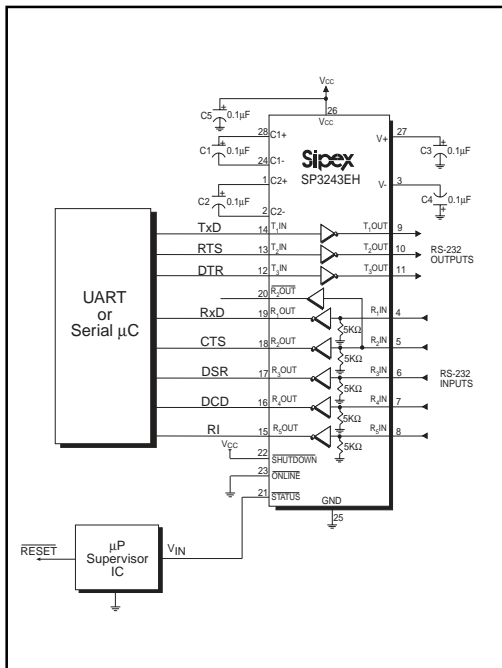 VCC
C5 + 0.1µF
26
VCC
28 C1+
C1 + 0.1µF
24 C1-
1 C2+
C2 + 0.1µF
2 C2-
Sipex
SP3243EH
V+ 27
C3 + 0.1µF
V- 3
C4 + 0.1µF
UART
or
Serial µC
TxD 14 T1IN T1OUT 9
RTS 13 T2IN T2OUT 10
DTR 12 T3IN T3OUT 11
RS-232
OUTPUTS
20 R2OUT
RxD 19 R1OUT R1IN 4
5KΩ
CTS 18 R2OUT R2IN 5
5KΩ
DSR 17 R3OUT R3IN 6
5KΩ
RS-232
INPUTS
DCD 16 R4OUT R4IN 7
5KΩ
RI 15 R5OUT R5IN 8
5KΩ
VCC
22 SHUTDOWN
23 ONLINE
21 STATUS
GND
25
RESET
µP
Supervisor
IC
VIN